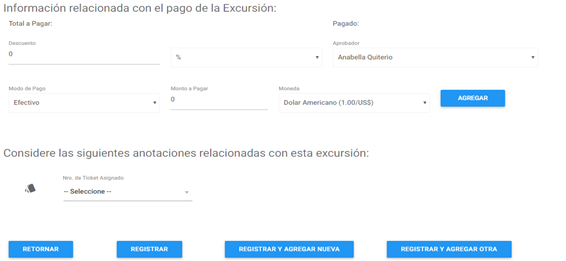 Información relacionada con el pago de la Excursión:
Total a Pagar: Pagado:
Descuento Aprobador
0 % Anabella Quiterio
Modo de Pago Monto a Pagar Moneda
Efectivo 0 Dolar Americano (1.00/US$) AGREGAR
Considere las siguientes anotaciones relacionadas con esta excursión:
Nro. de Ticket Asignado
-- Seleccione --
RETORNAR REGISTRAR REGISTRAR Y AGREGAR NUEVA REGISTRAR Y AGREGAR OTRA